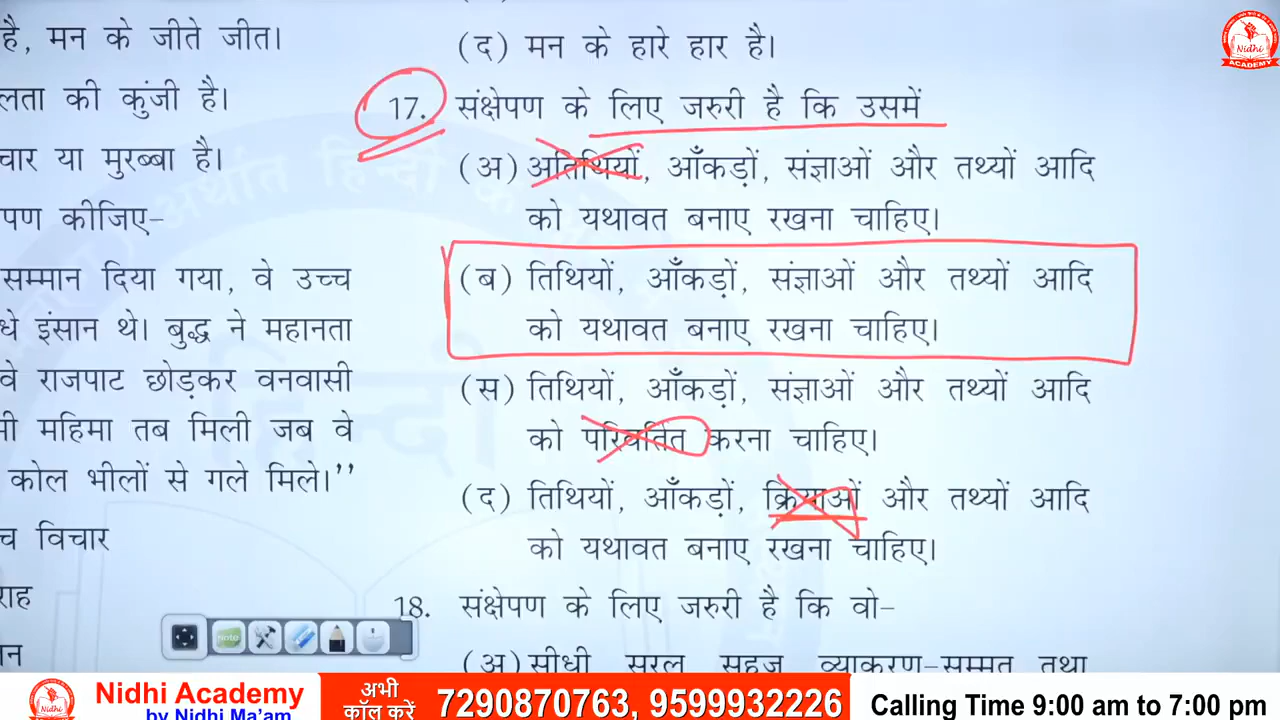 है, मन के जीते जीत।
लता की कुंजी है।
चार या मुरब्बा है।
पण कीजिए-
सम्मान दिया गया, वे उच्च
धे इंसान थे। बुद्ध ने महानता
वे राजपाट छोड़कर वनवासी
मी महिमा तब मिली जब वे
कोल भीलों से गले मिले।’’
च विचार
राह
न
(द) मन के हारे हार है।
17. संक्षेपण के लिए जरुरी है कि उसमें
(अ) अतिथियों, आँकड़ों, संज्ञाओं और तथ्यों आदि
को यथावत बनाए रखना चाहिए।
(ब) तिथियों, आँकड़ों, संज्ञाओं और तथ्यों आदि
को यथावत बनाए रखना चाहिए।
(स) तिथियों, आँकड़ों, संज्ञाओं और तथ्यों आदि
को परिवर्तित करना चाहिए।
(द) तिथियों, आँकड़ों, क्रियाओं और तथ्यों आदि
को यथावत बनाए रखना चाहिए।
18. संक्षेपण के लिए जरुरी है कि वो-
(अ) सीधी सरल सहज व्याकरण-सम्मत तथा
Nidhi
ACADEMY
Nidhi Academy
by Nidhi Ma'am
अभी
कॉल करें
7290870763, 9599932226
Calling Time 9:00 am to 7:00 pm